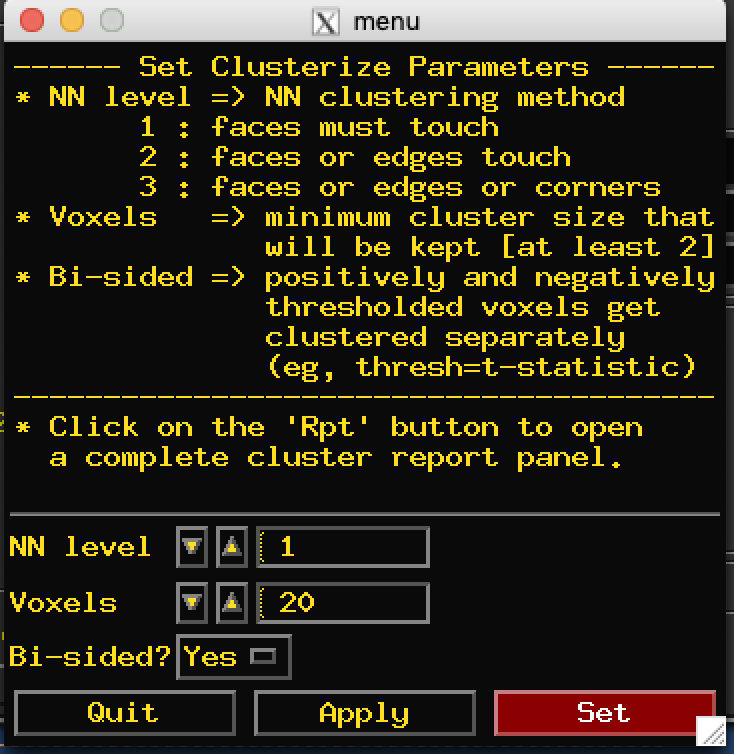 menu
------ Set Clusterize Parameters ------
* NN level => NN clustering method
1 : faces must touch
2 : faces or edges touch
3 : faces or edges or corners
* Voxels => minimum cluster size that
will be kept [at least 2]
* Bi-sided => positively and negatively
thresholded voxels get
clustered separately
(eg, thresh=t-statistic)
---------------------------------------
* Click on the 'Rpt' button to open
a complete cluster report panel.
NN level 1
Voxels 20
Bi-sided? Yes
Quit Apply Set